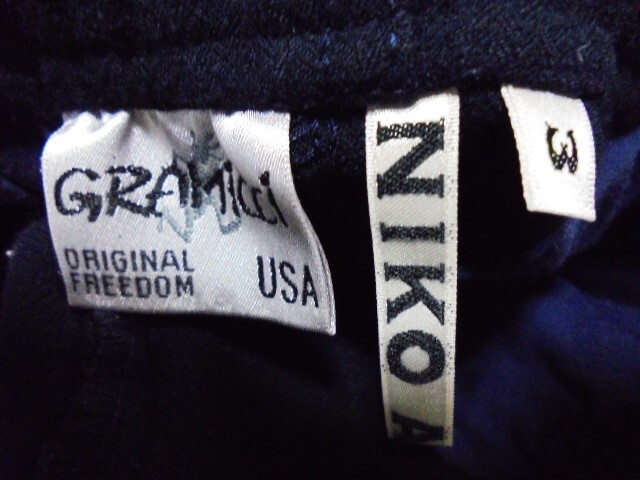 GRAMicci
ORIGINAL
FREEDOM
USA
NIKO A
3